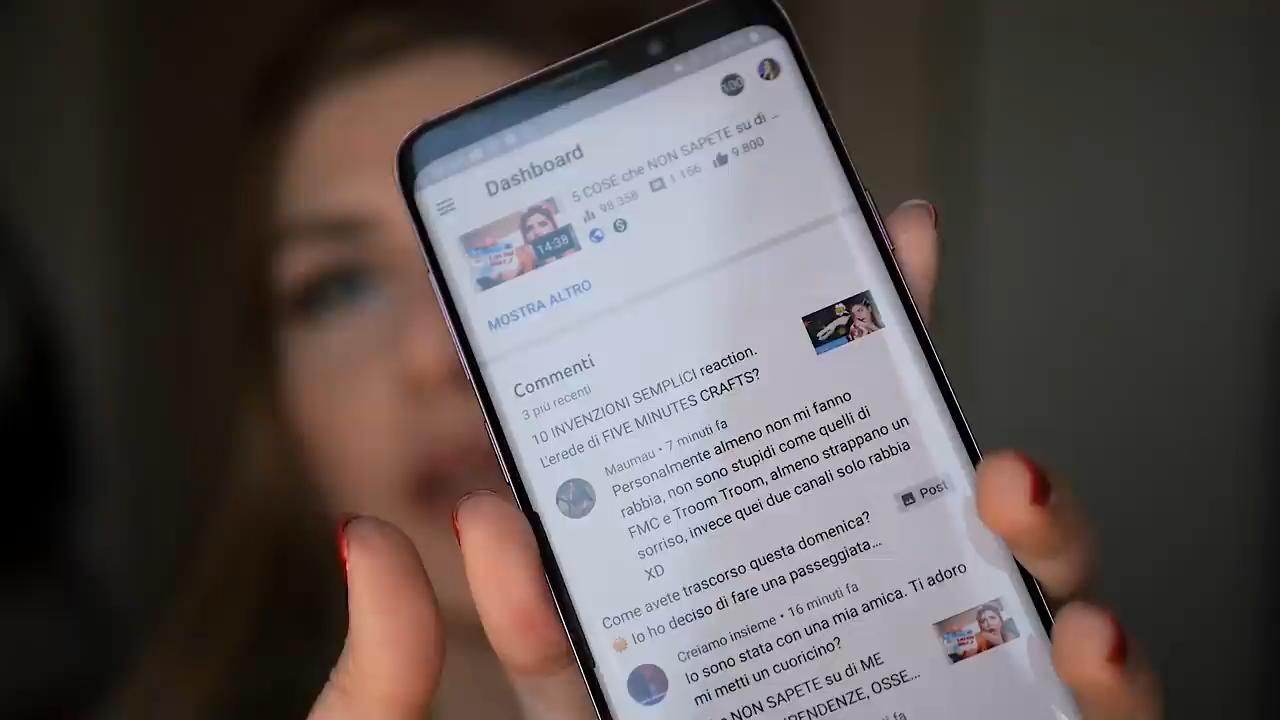 Dashboard
5 COSE che NON SAPETE su di ...
98.358 1.156 9.800
14:38
MOSTRA ALTRO
Commenti
3 più recenti
10 INVENZIONI SEMPLICI reaction.
L'erede di FIVE MINUTES CRAFTS?
Maumau • 7 minuti fa
Personalmente almeno non mi fanno
rabbia, non sono stupidi come quelli di
FMC e Troom Troom, almeno strappano un
sorriso, invece quei due canali solo rabbia
XD
Post
Come avete trascorso questa domenica?
Io ho deciso di fare una passeggiata...
Creiamo insieme • 16 minuti fa
Io sono stata con una mia amica. Ti adoro
mi metti un cuoricino?
NON SAPETE su di ME
OSSE...